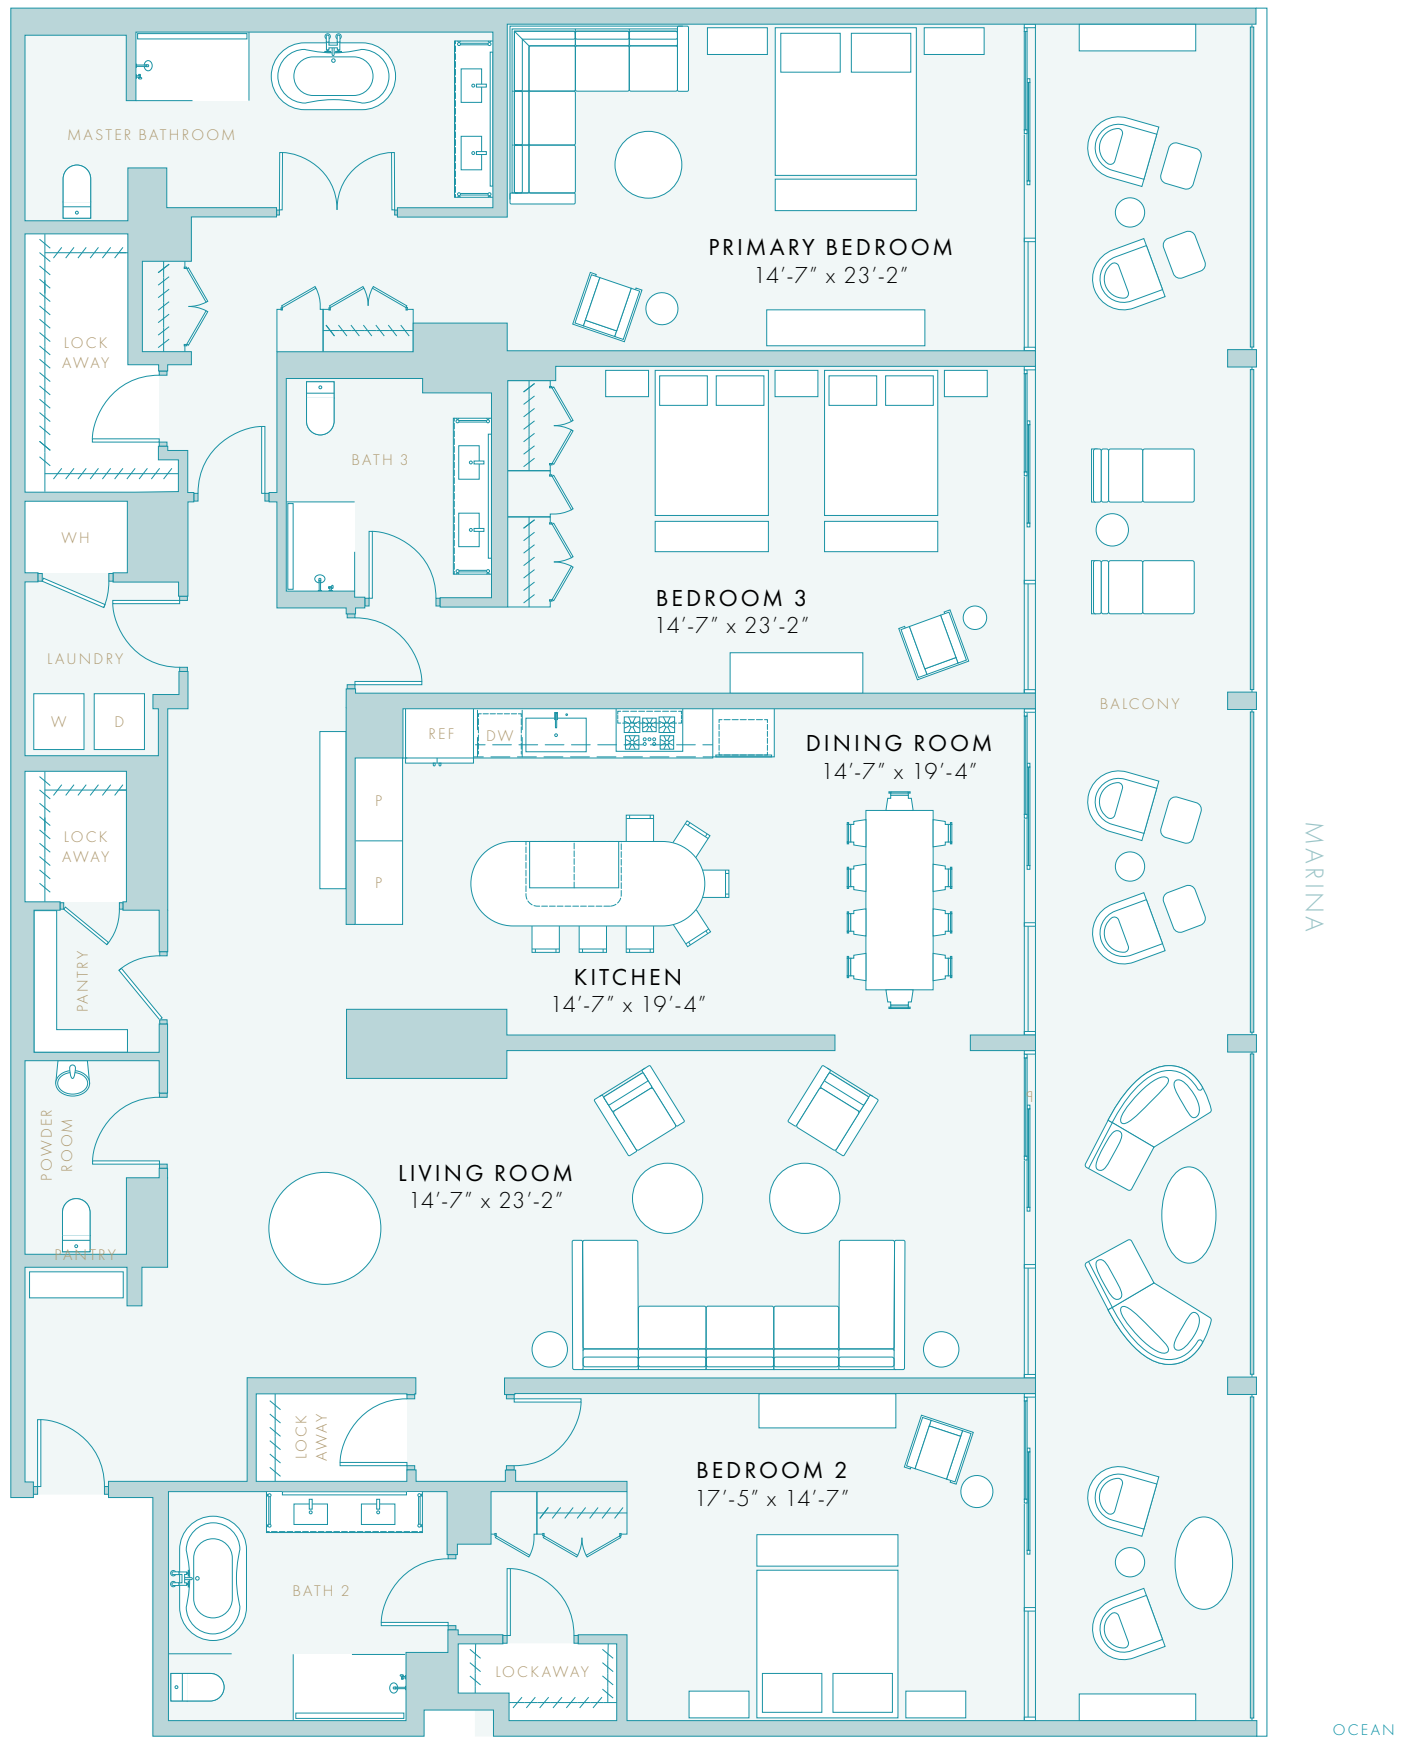 MASTER BATHROOM
PRIMARY BEDROOM
14'-7" x 23'-2"
LOCK
AWAY
BATH 3
WH
BEDROOM 3
14'-7" x 23'-2"
LAUNDRY
W
D
BALCONY
REF
DW
DINING ROOM
14'-7" x 19'-4"
P
P
LOCK
AWAY
MARINA
PANTRY
KITCHEN
14'-7" x 19'-4"
POWDER
ROOM
LIVING ROOM
14'-7" x 23'-2"
PANTRY
LOCK
AWAY
BEDROOM 2
17'-5" x 14'-7"
BATH 2
LOCKAWAY
OCEAN